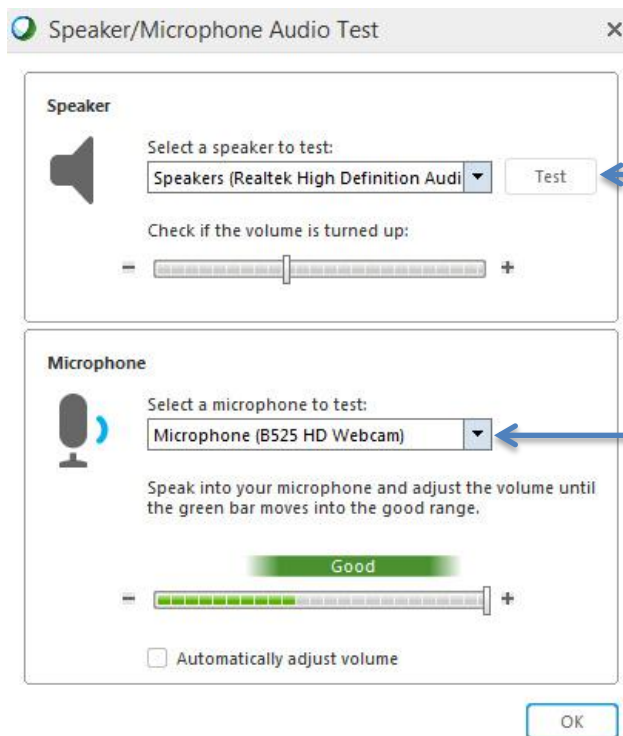 Speaker/Microphone Audio Test
Speaker
Select a speaker to test:
Speakers (Realtek High Definition Audi
Test
Check if the volume is turned up:
Microphone
Select a microphone to test:
Microphone (B525 HD Webcam)
Speak into your microphone and adjust the volume until
the green bar moves into the good range.
Good
Automatically adjust volume
OK